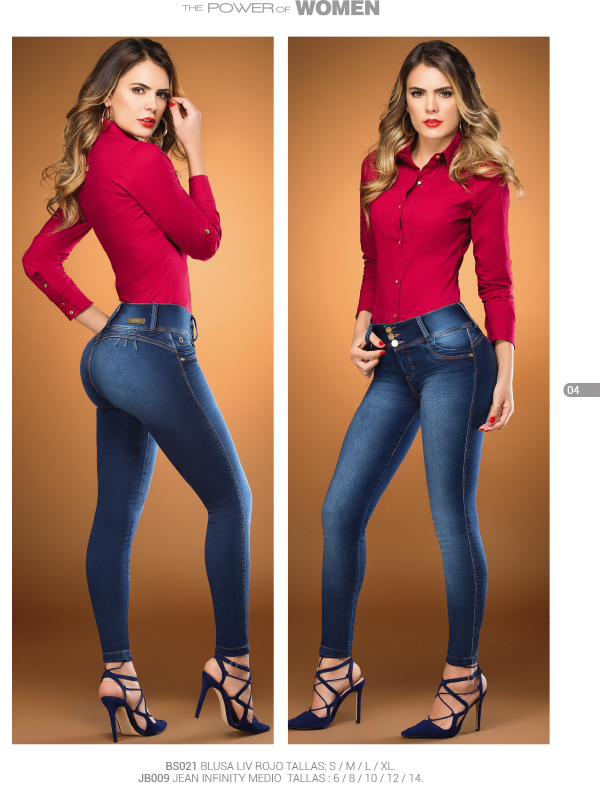 THE POWER OF WOMEN
04
BS021 BLUSA LIV ROJO TALLAS: S / M / L / XL.
JB009 JEAN INFINITY MEDIO TALLAS : 6 / 8 / 10 / 12 / 14.